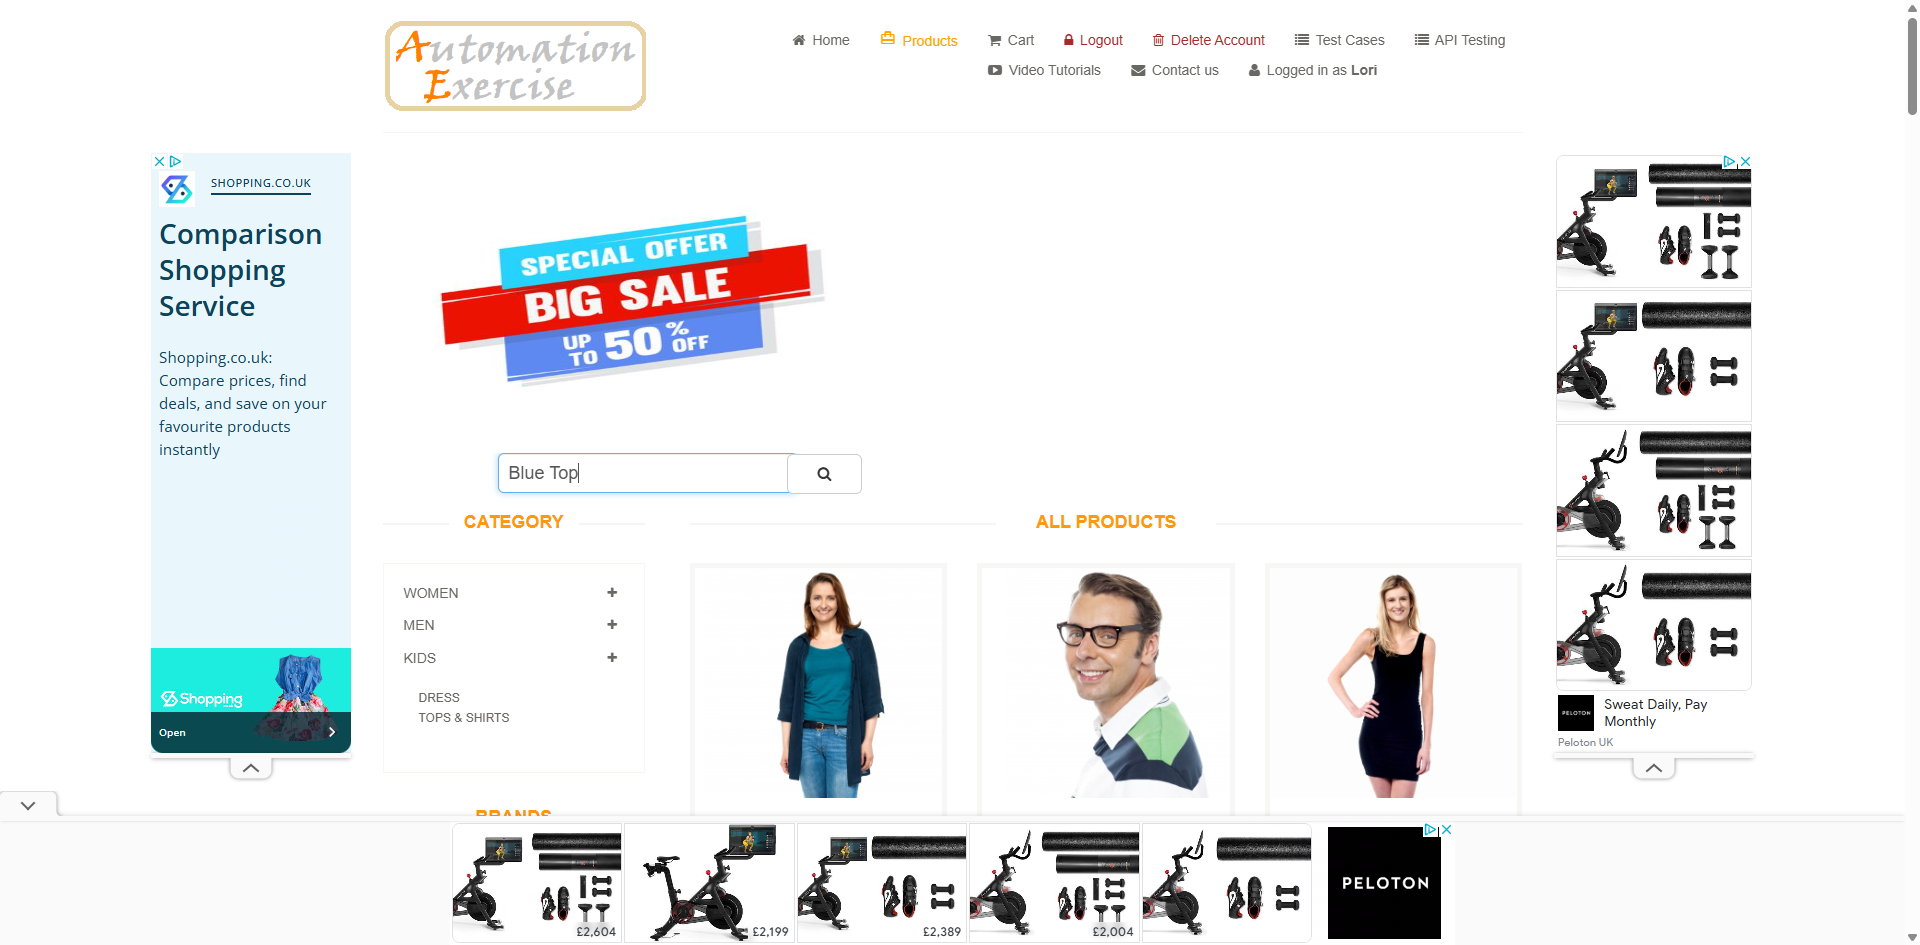 Automation
Exercise
Home
Products
Cart
Logout
Delete Account
Test Cases
API Testing
Video Tutorials
Contact us
Logged in as Lori
SHOPPING.CO.UK
Comparison
Shopping
Service
Shopping.co.uk:
Compare prices, find
deals, and save on your
favourite products
instantly
Shopping
Open
SPECIAL OFFER
BIG SALE
UP TO 50% OFF
Blue Top
CATEGORY
ALL PRODUCTS
WOMEN
MEN
KIDS
DRESS
TOPS & SHIRTS
BRANDS
PELOTON
Sweat Daily, Pay
Monthly
Peloton UK
£2,604
£2,199
£2,389
£2,004
PELOTON